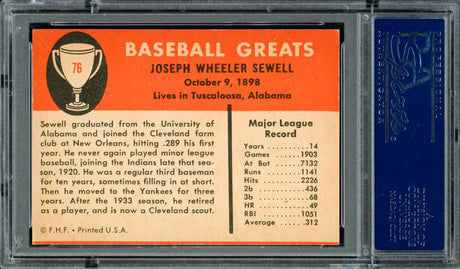 76
BASEBALL GREATS
JOSEPH WHEELER SEWELL
October 9, 1898
Lives in Tuscaloosa, Alabama
Sewell graduated from the University of
Alabama and joined the Cleveland farm
club at New Orleans, hitting .289 his first
year. He never again played minor league
baseball, joining the Indians late that sea-
son, 1920. He was a regular third baseman
for ten years, sometimes filling in at short.
Then he moved to the Yankees for three
years. After the 1933 season, he retired
as a player, and is now a Cleveland scout.
© F.H.F. • Printed U.S.A.
Major League
Record
Years . . . . . . . . 14
Games . . . . . 1903
At Bat . . . . . 7132
Runs . . . . . . 1141
Hits . . . . . . . 2226
2b . . . . . . . . . 436
3b . . . . . . . . . . 68
HR . . . . . . . . . . 49
RBI . . . . . . . 1051
Average . . . . .312
PSA
PROFESSIONAL
Sports
AUTHENTICATOR